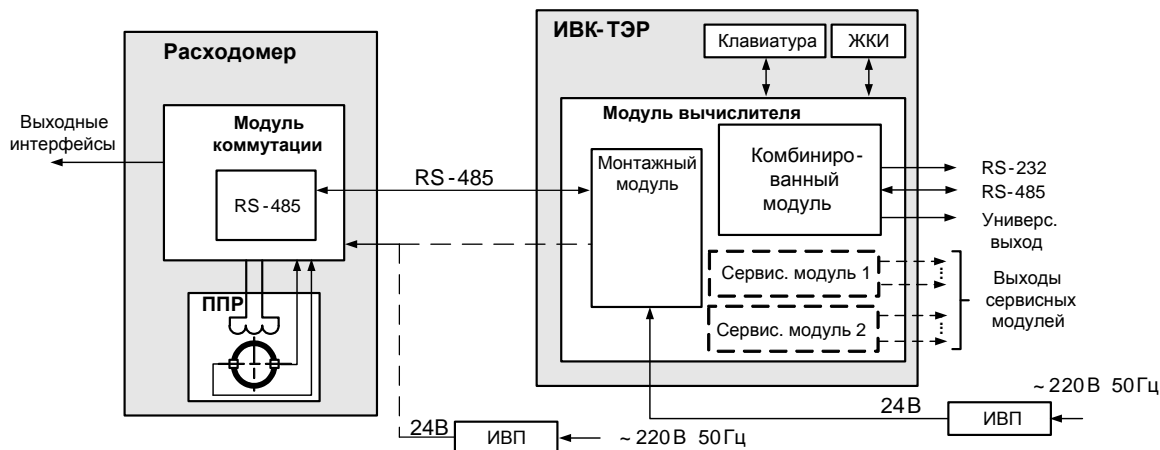 Расходомер
Модуль
коммутации
RS-485
Выходные
интерфейсы
ППР
RS-485
24В
ИВП
~220В 50Гц
ИВК-ТЭР
Клавиатура
ЖКИ
Модуль вычислителя
Монтажный
модуль
Комбиниро-
ванный
модуль
RS-232
RS-485
Универс.
выход
Сервис. модуль 1
Сервис. модуль 2
Выходы
сервисных
модулей
24В
ИВП
~220В 50Гц